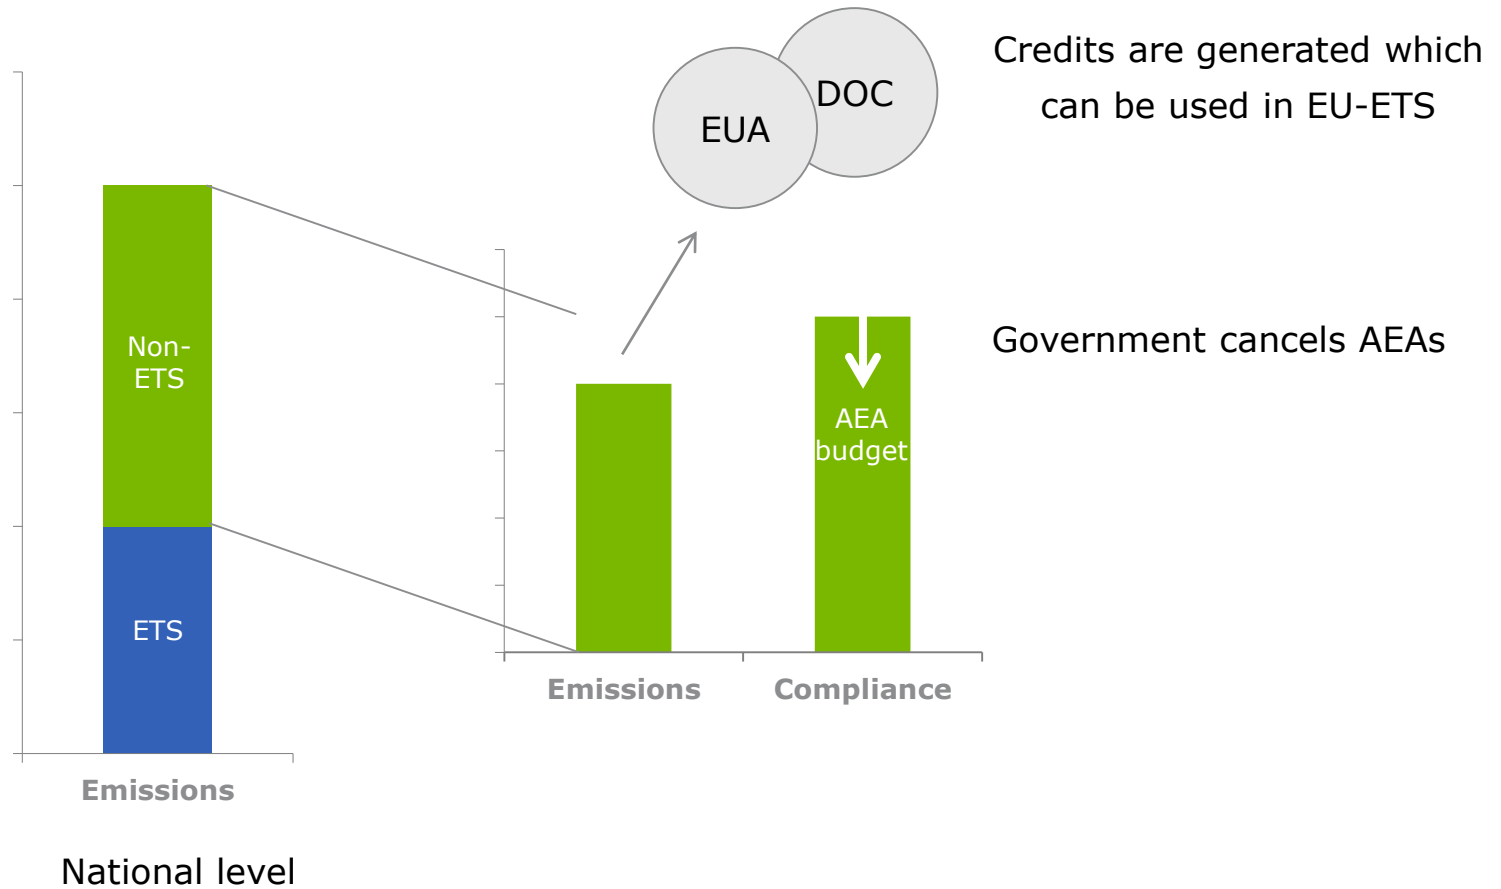 Credits are generated which
can be used in EU-ETS
DOC
EUA
Government cancels AEAs
Non-
ETS
AEA
budget
ETS
Emissions
Compliance
Emissions
National level